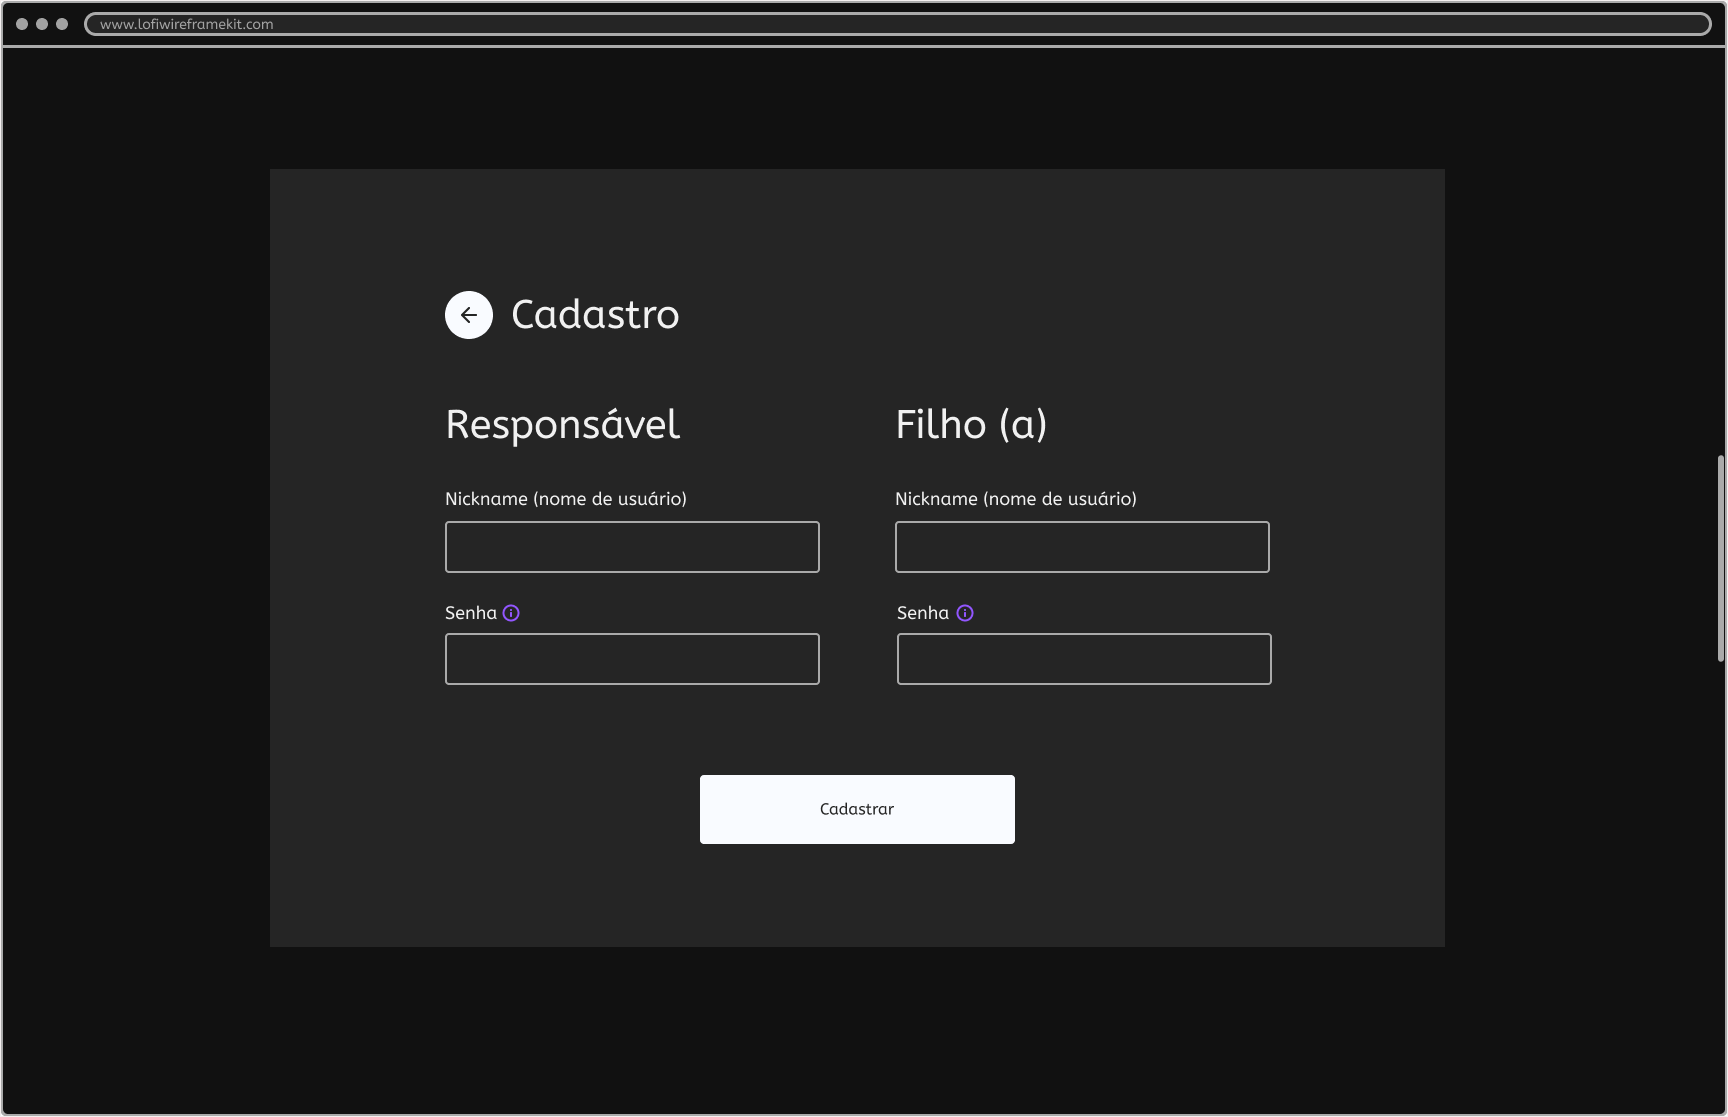 www.lofiwireframekit.com
Cadastro
Responsável
Filho (a)
Nickname (nome de usuário)
Nickname (nome de usuário)
Senha
Senha
Cadastrar